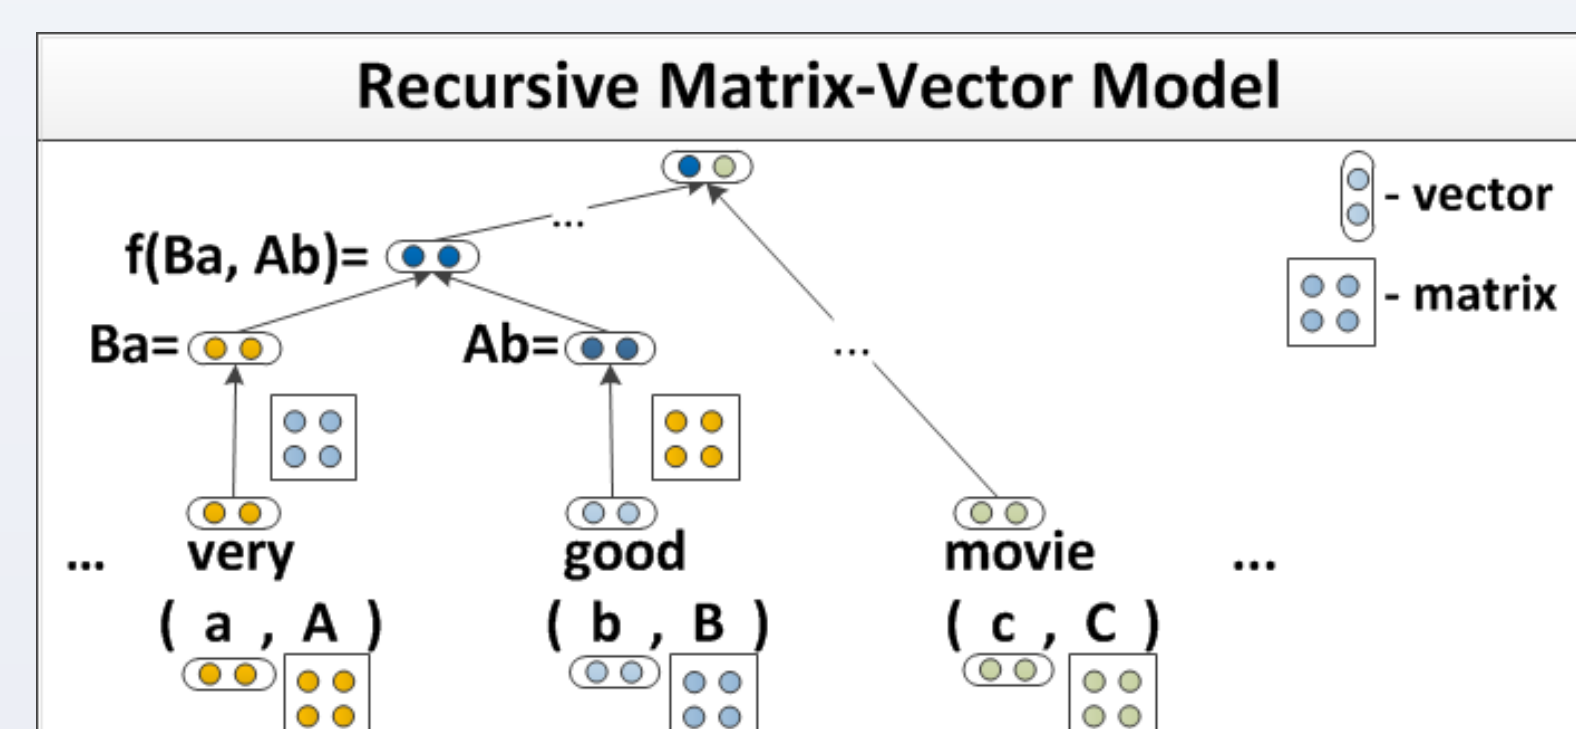 Recursive Matrix-Vector Model
- vector
...
f(Ba, Ab)=
- matrix
Ba=
Ab=
...
... very good movie ...
( a , A ) ( b , B ) ( c , C )